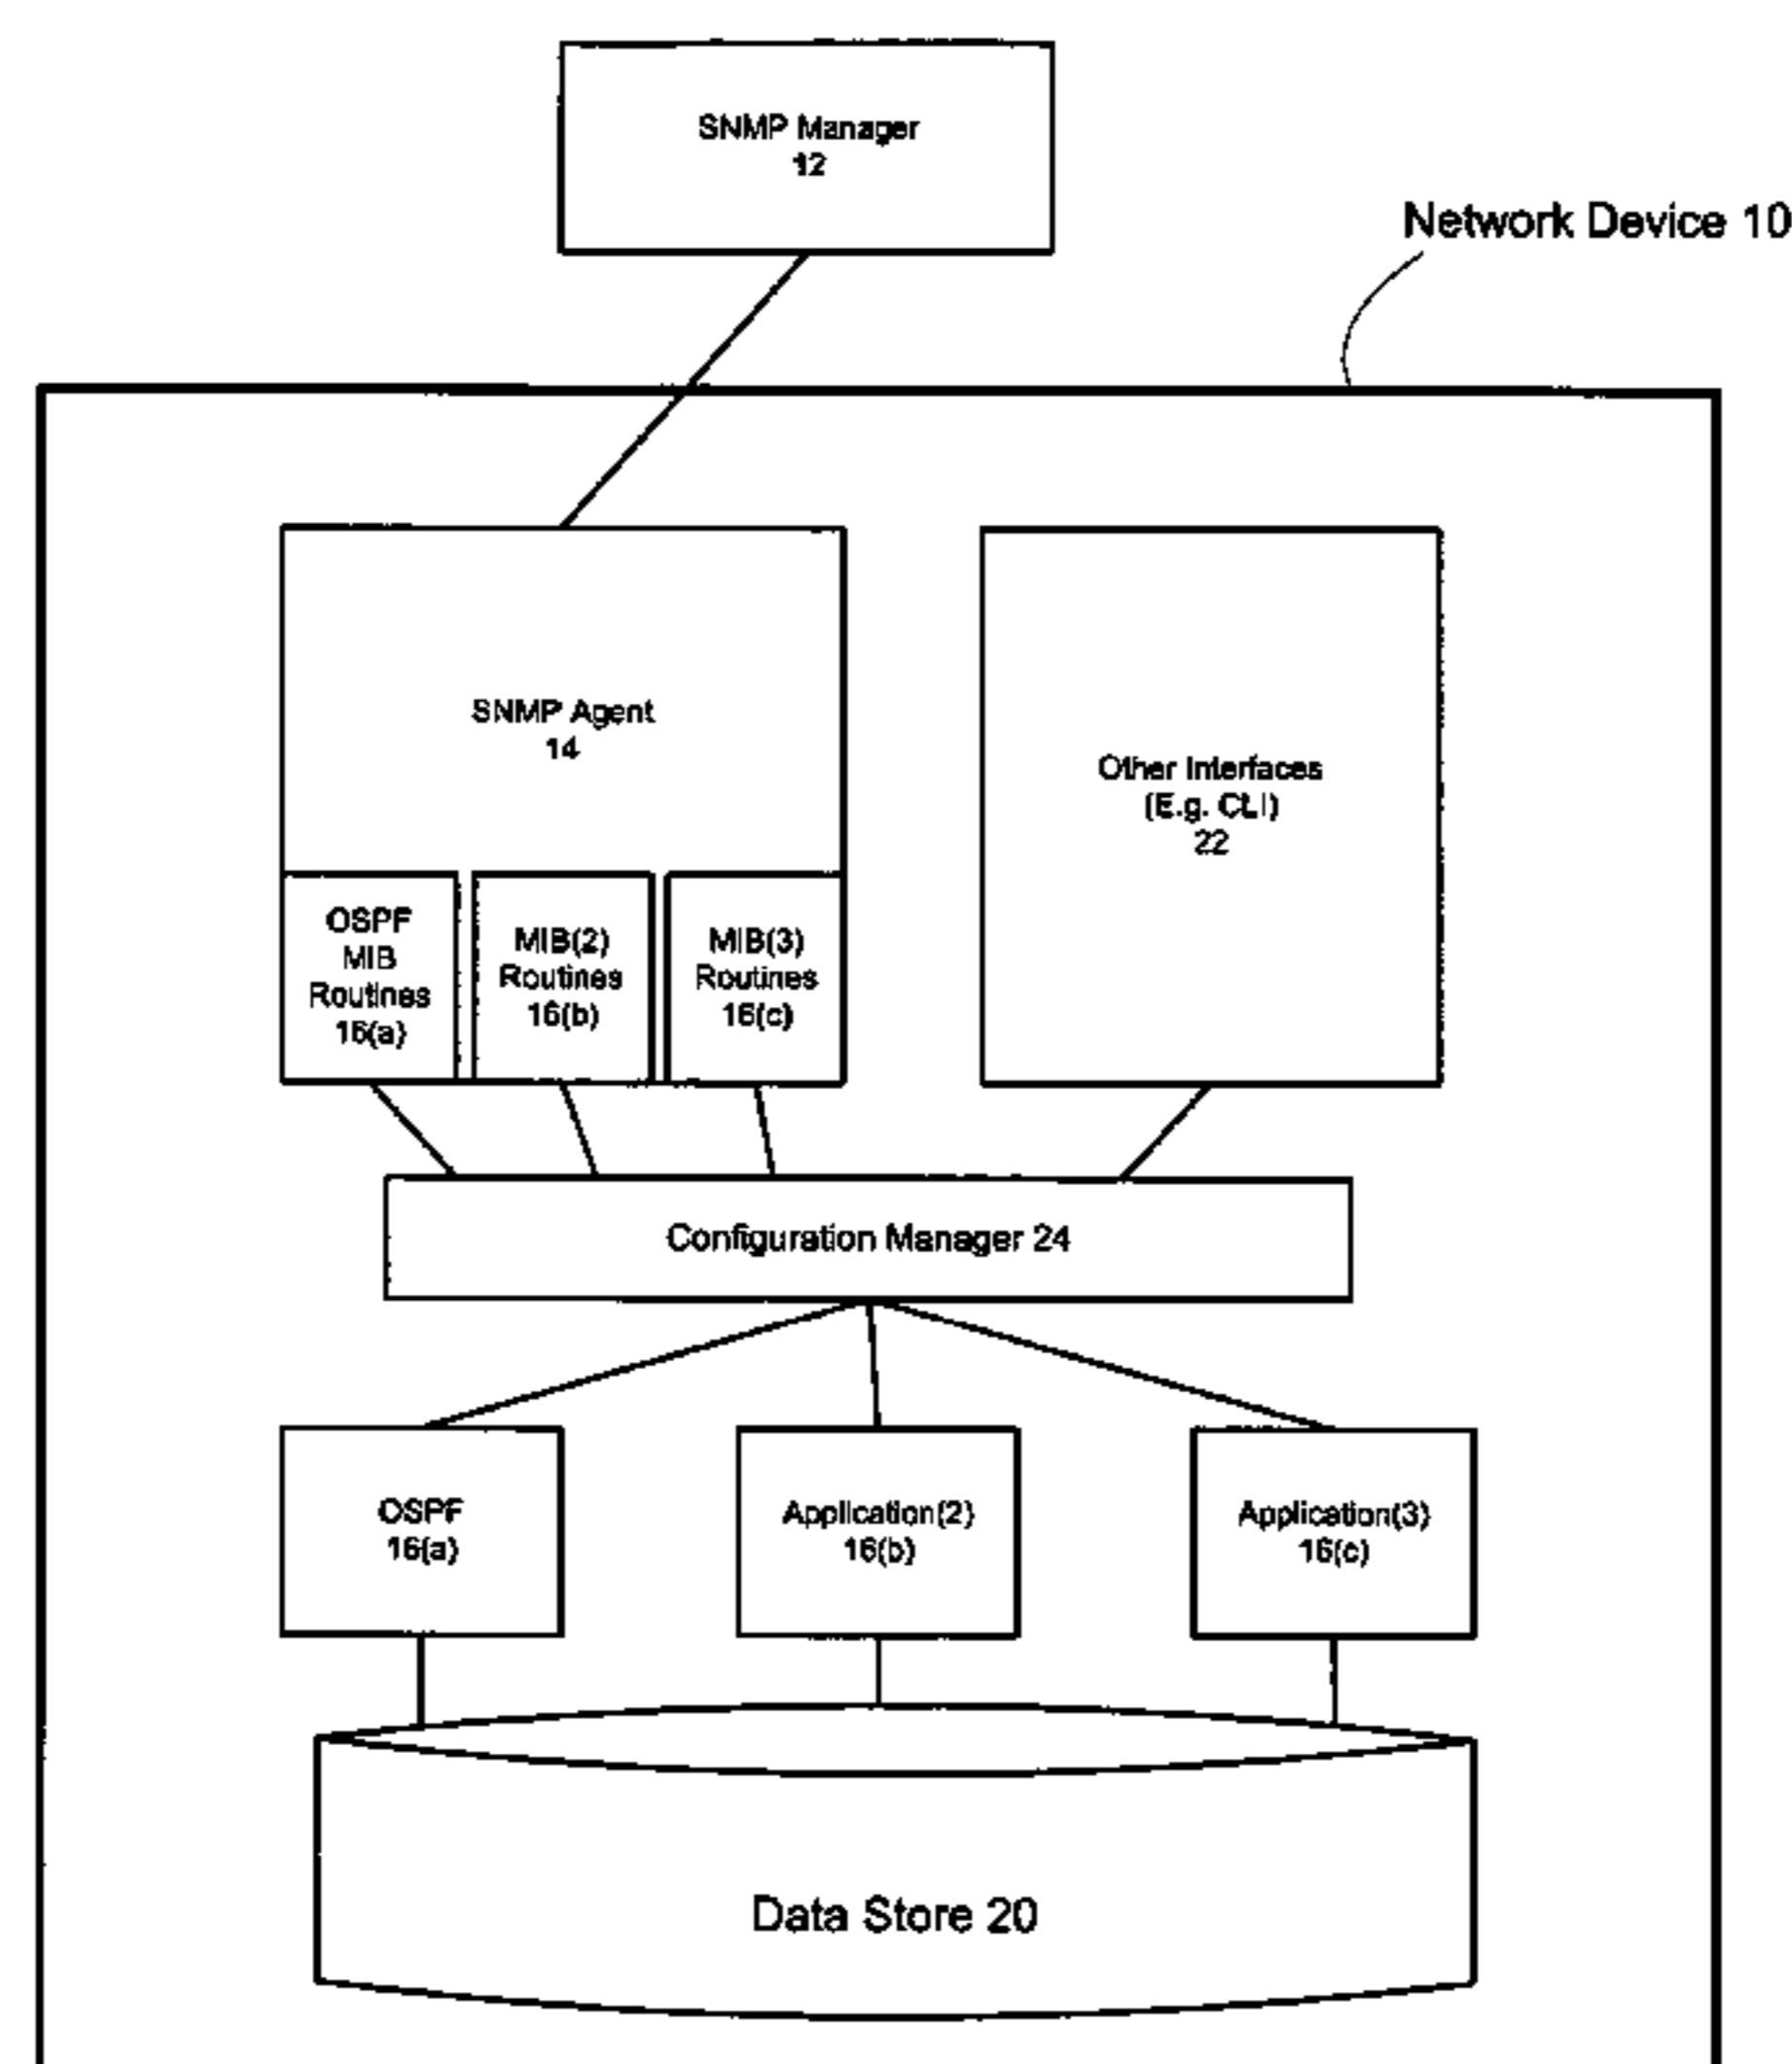 SNMP Manager
12
Network Device 10
SNMP Agent
14
Other Interfaces
(E.g. CLI)
22
OSPF
MIB
Routines
16(a)
MIB(2)
Routines
16(b)
MIB(3)
Routines
16(c)
Configuration Manager 24
OSPF
16(a)
Application(2)
16(b)
Application(3)
16(c)
Data Store 20